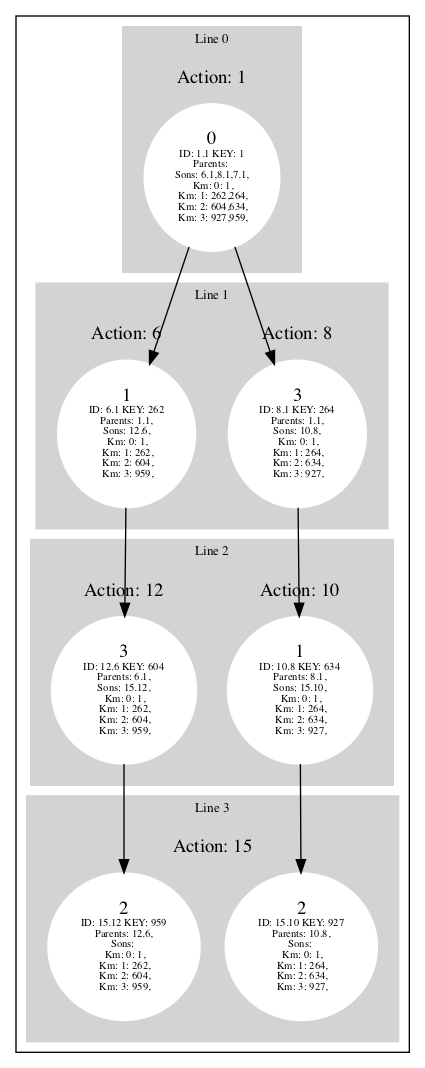 Line 0
Action: 1
0
ID: 1.1 KEY: 1
Parents:
Sons: 6.1,8.1,7.1,
Km: 0: 1,
Km: 1: 262,264,
Km: 2: 604,634,
Km: 3: 927,959,
Line 1
Action: 6
1
ID: 6.1 KEY: 262
Parents: 1.1,
Sons: 12.6,
Km: 0: 1,
Km: 1: 262,
Km: 2: 604,
Km: 3: 959,
Action: 8
3
ID: 8.1 KEY: 264
Parents: 1.1,
Sons: 10.8,
Km: 0: 1,
Km: 1: 264,
Km: 2: 634,
Km: 3: 927,
Line 2
Action: 12
3
ID: 12.6 KEY: 604
Parents: 6.1,
Sons: 15.12,
Km: 0: 1,
Km: 1: 262,
Km: 2: 604,
Km: 3: 959,
Action: 10
1
ID: 10.8 KEY: 634
Parents: 8.1,
Sons: 15.10,
Km: 0: 1,
Km: 1: 264,
Km: 2: 634,
Km: 3: 927,
Line 3
Action: 15
2
ID: 15.12 KEY: 959
Parents: 12.6,
Sons:
Km: 0: 1,
Km: 1: 262,
Km: 2: 604,
Km: 3: 959,
2
ID: 15.10 KEY: 927
Parents: 10.8,
Sons:
Km: 0: 1,
Km: 1: 264,
Km: 2: 634,
Km: 3: 927,